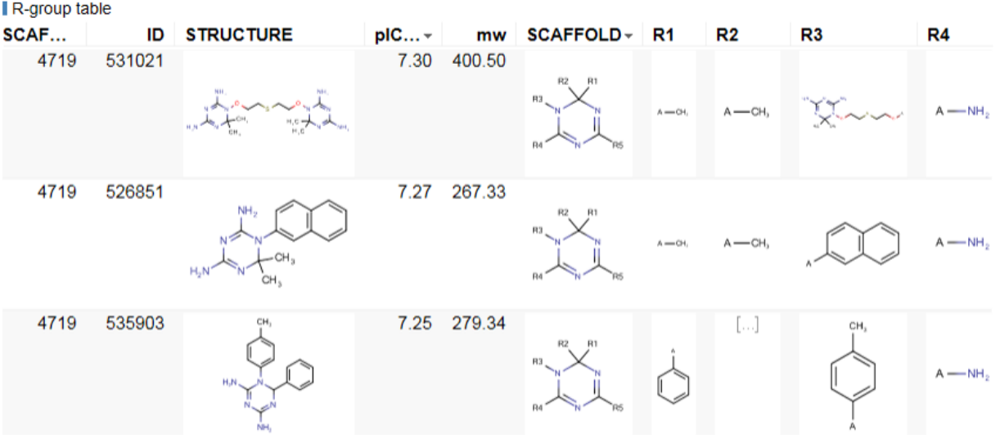 R-group table
SCAF... ID STRUCTURE pIC... mw SCAFFOLD R1 R2 R3 R4
4719 531021 7.30 400.50
NH₂ N O S O N NH₂ N N CH₃ CH₃ H₃C H₃C N N H₂N NH₂
R2 R1 R3 N N R4 N R5
A CH₃
A CH₃
A NH₂
4719 526851 7.27 267.33
NH₂ N N H₂N N CH₃ CH₃
R2 R1 R3 N N R4 N R5
A CH₃
A CH₃
A
A NH₂
4719 535903 7.25 279.34
CH₃ H₂N N N N NH₂
R2 R1 R3 N N R4 N R5
A
[...]
CH₃ A
A NH₂